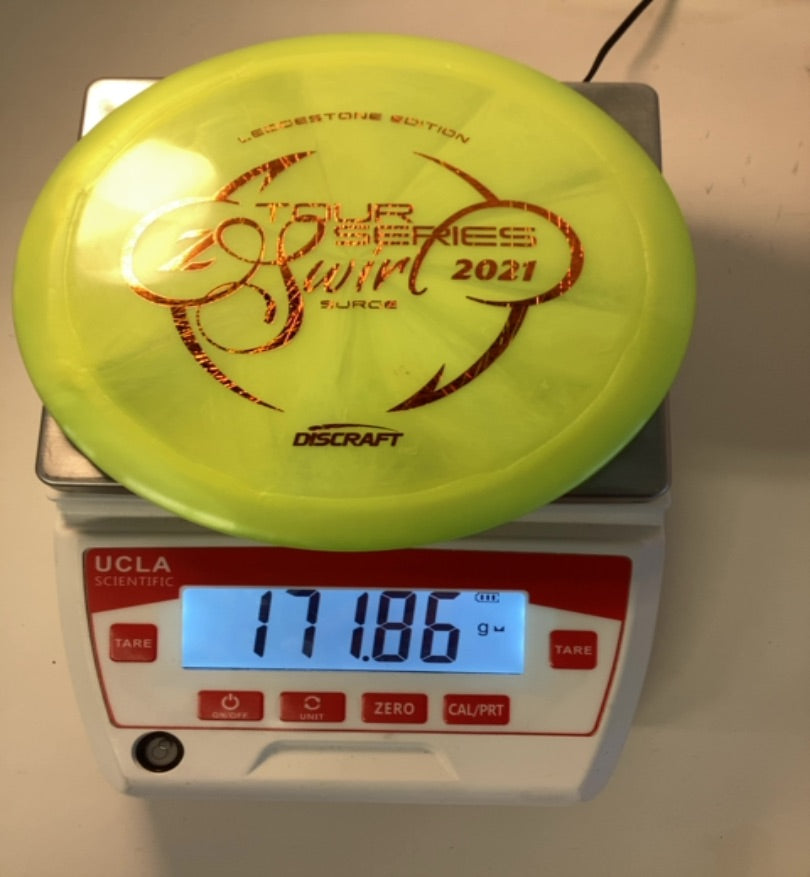 LEDGESTONE EDITION
TOUR
Z SERIES
Swirl 2021
SURGE
DISCRAFT
UCLA
SCIENTIFIC
TARE
171.86 g
TARE
ON/OFF
UNIT
ZERO
CAL/PRT